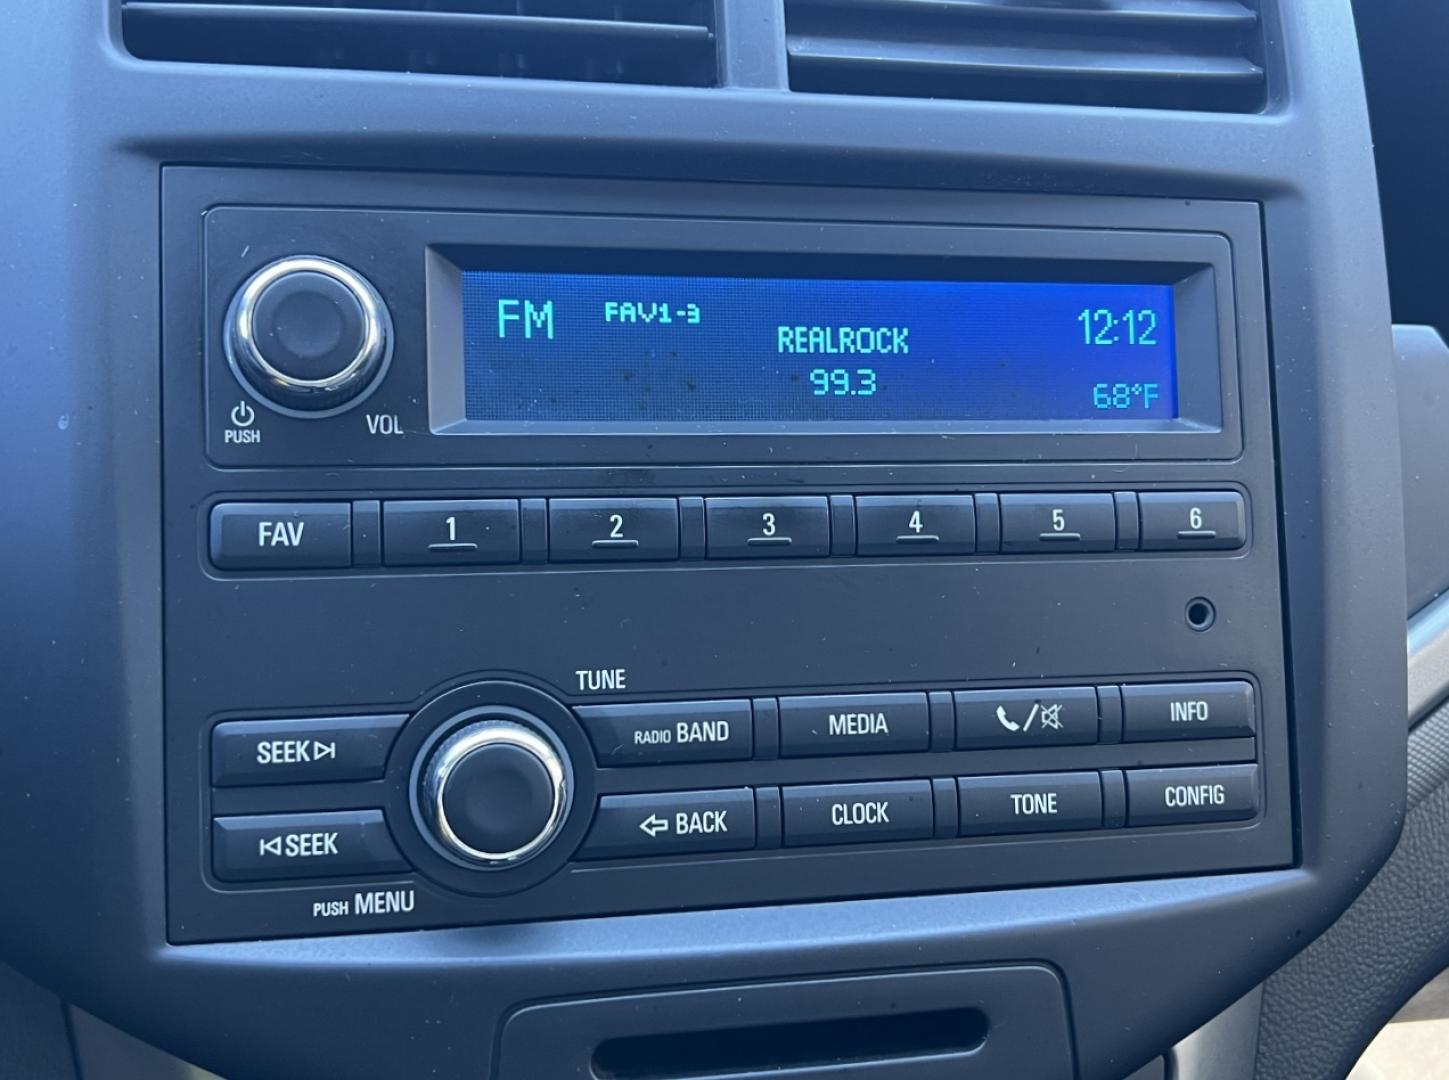 FM FAV1-3
REALROCK 12:12
99.3 68°F
PUSH VOL
FAV 1 2 3 4 5 6
TUNE
SEEK RADIO BAND MEDIA / INFO
SEEK BACK CLOCK TONE CONFIG
PUSH MENU